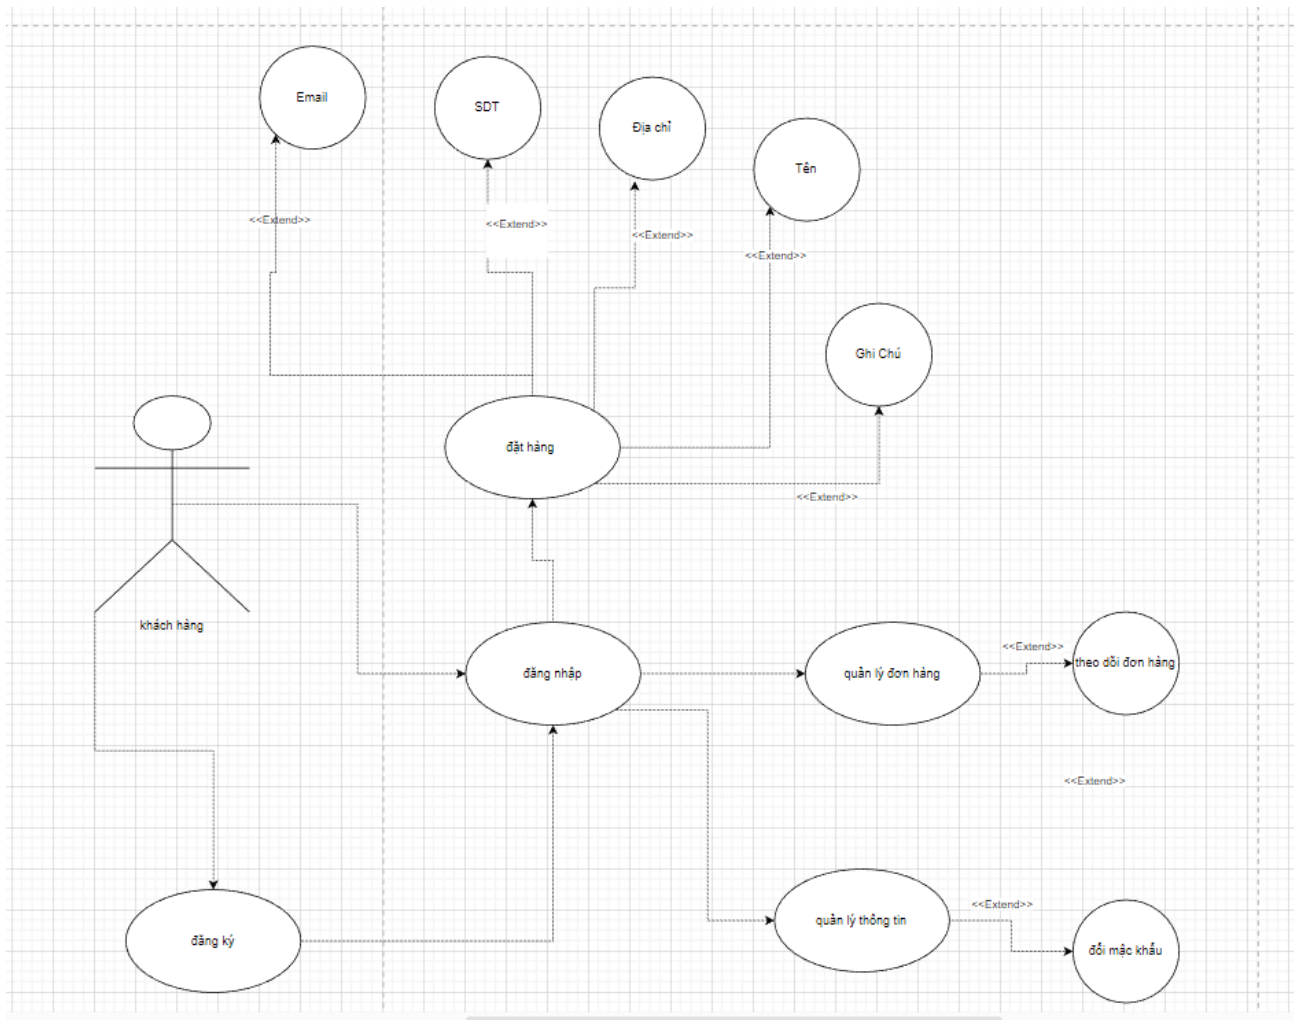 Email
SDT
Địa chỉ
Tên
<<Extend>>
<<Extend>>
<<Extend>>
<<Extend>>
Ghi Chú
đặt hàng
<<Extend>>
khách hàng
<<Extend>>
theo dõi đơn hàng
đăng nhập
quản lý đơn hàng
<<Extend>>
<<Extend>>
quản lý thông tin
đăng ký
đổi mậc khẩu